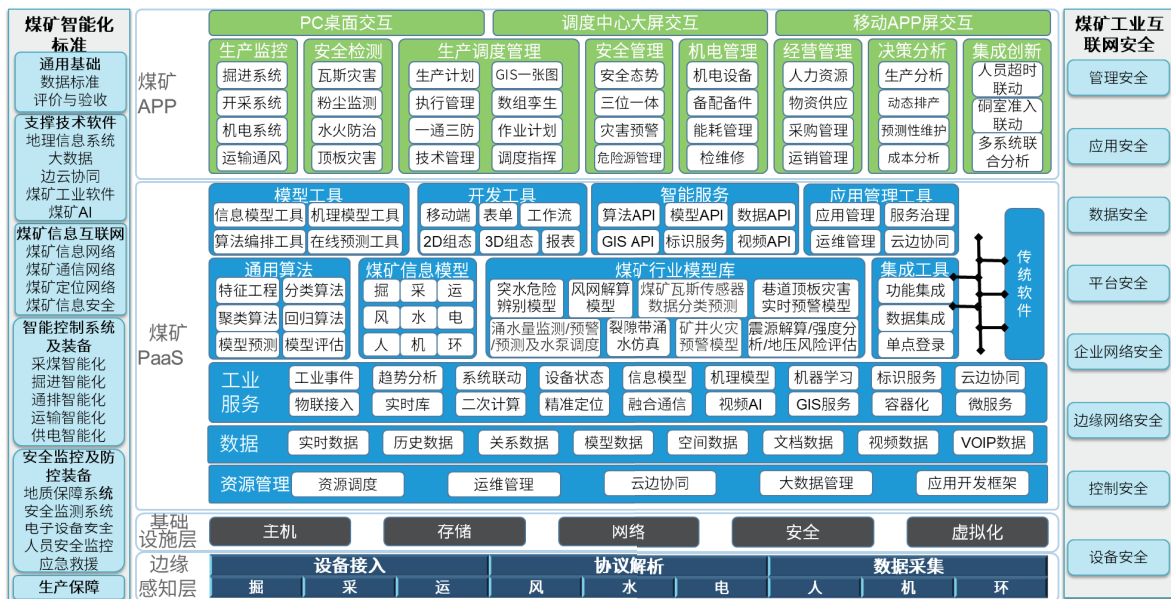 煤矿智能化
标准
通用基础
数据标准
评价与验收
支撑技术软件
地理信息系统
大数据
边云协同
煤矿工业软件
煤矿AI
煤矿信息互联网
煤矿信息网络
煤矿通信网络
煤矿定位网络
煤矿信息安全
智能控制系统
及装备
采煤智能化
掘进智能化
通排智能化
运输智能化
供电智能化
安全监控及防
控装备
地质保障系统
安全监测系统
电子设备安全
人员安全监控
应急救援
生产保障
煤矿
APP
PC桌面交互 调度中心大屏交互 移动APP屏交互
生产监控 安全检测 生产调度管理 安全管理 机电管理 经营管理 决策分析 集成创新
掘进系统
开采系统
机电系统
运输通风
瓦斯灾害
粉尘监测
水火防治
顶板灾害
生产计划 GIS一张图
执行管理 数组孪生
一通三防 作业计划
技术管理 调度指挥
安全态势
三位一体
灾害预警
危险源管理
机电设备
备配备件
能耗管理
检维修
人力资源
物资供应
采购管理
运销管理
生产分析
动态排产
预测性维护
成本分析
人员超时
联动
硐室准入
联动
多系统联
合分析
煤矿
PaaS
模型工具
信息模型工具 机理模型工具
算法编排工具 在线预测工具
开发工具
移动端 表单 工作流
2D组态 3D组态 报表
智能服务
算法API 模型API 数据API
GIS API 标识服务 视频API
应用管理工具
应用管理 服务治理
运维管理 云边协同
传统软件
通用算法
特征工程 分类算法
聚类算法 回归算法
模型预测 模型评估
煤矿信息模型
掘 采 运
风 水 电
人 机 环
煤矿行业模型库
突水危险
辨别模型
风网解算
模型
煤矿瓦斯传感器
数据分类预测
巷道顶板灾害
实时预警模型
涌水量监测/预警
/预测及水泵调度
裂隙带涌
水仿真
矿井火灾
预警模型
震源解算/强度分
析/地压风险评估
集成工具
功能集成
数据集成
单点登录
工业
服务
工业事件 趋势分析 系统联动 设备状态 信息模型 机理模型 机器学习 标识服务 云边协同
物联接入 实时库 二次计算 精准定位 融合通信 视频AI GIS服务 容器化 微服务
数据 实时数据 历史数据 关系数据 模型数据 空间数据 文档数据 视频数据 VOIP数据
资源管理 资源调度 运维管理 云边协同 大数据管理 应用开发框架
基础
设施层
主机 存储 网络 安全 虚拟化
边缘
感知层
设备接入 协议解析 数据采集
掘 采 运 风 水 电 人 机 环
煤矿工业互
联网安全
管理安全
应用安全
数据安全
平台安全
企业网络安全
边缘网络安全
控制安全
设备安全